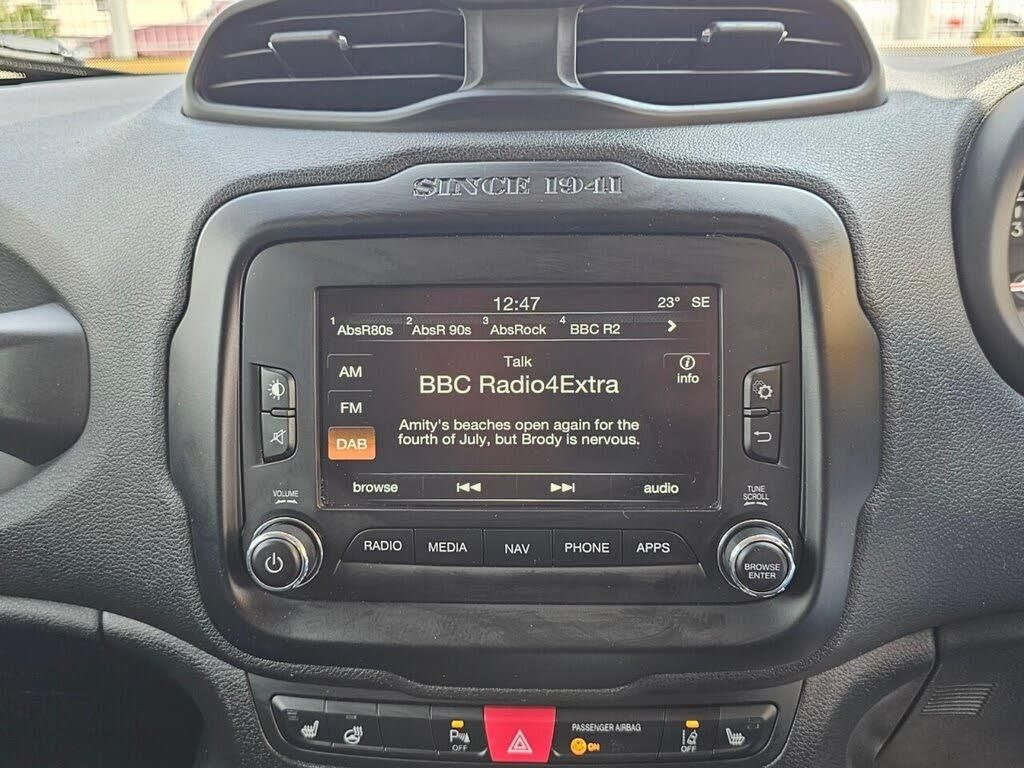 SINCE 1941
12:47 23° SE
1 AbsR80s 2 AbsR 90s 3 AbsRock 4 BBC R2
AM
Talk
info
BBC Radio4Extra
FM
Amity's beaches open again for the
fourth of July, but Brody is nervous.
DAB
browse audio
VOLUME
TUNE
SCROLL
RADIO MEDIA NAV PHONE APPS
BROWSE
ENTER
PASSENGER AIRBAG
P OFF
ON
OFF
3